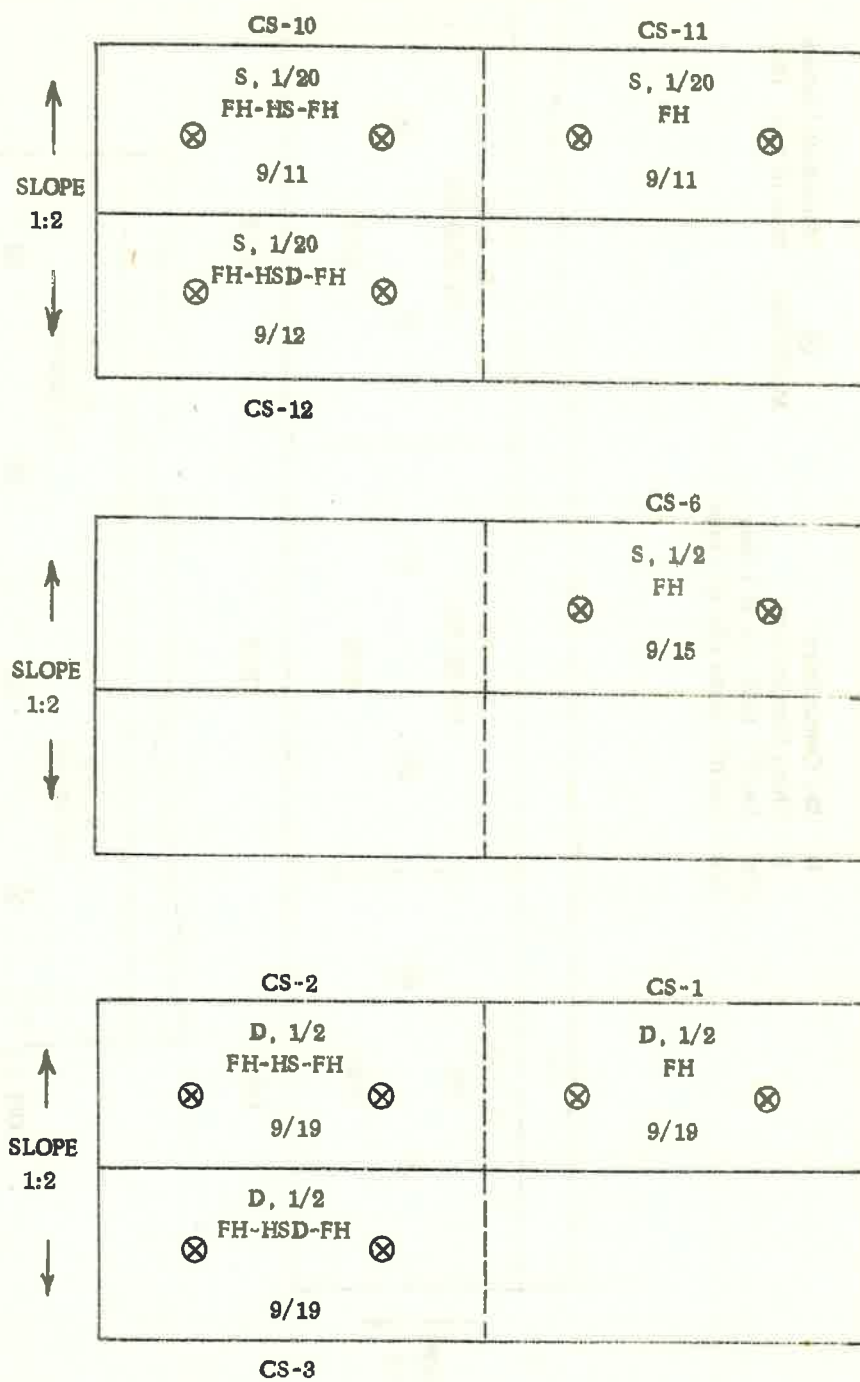 CS-10
CS-11
S, 1/20
FH-HS-FH
9/11
S, 1/20
FH
9/11
SLOPE
1:2
S, 1/20
FH-HSD-FH
9/12
CS-12
CS-6
S, 1/2
FH
9/15
SLOPE
1:2
CS-2
CS-1
D, 1/2
FH-HS-FH
9/19
D, 1/2
FH
9/19
SLOPE
1:2
D, 1/2
FH-HSD-FH
9/19
CS-3